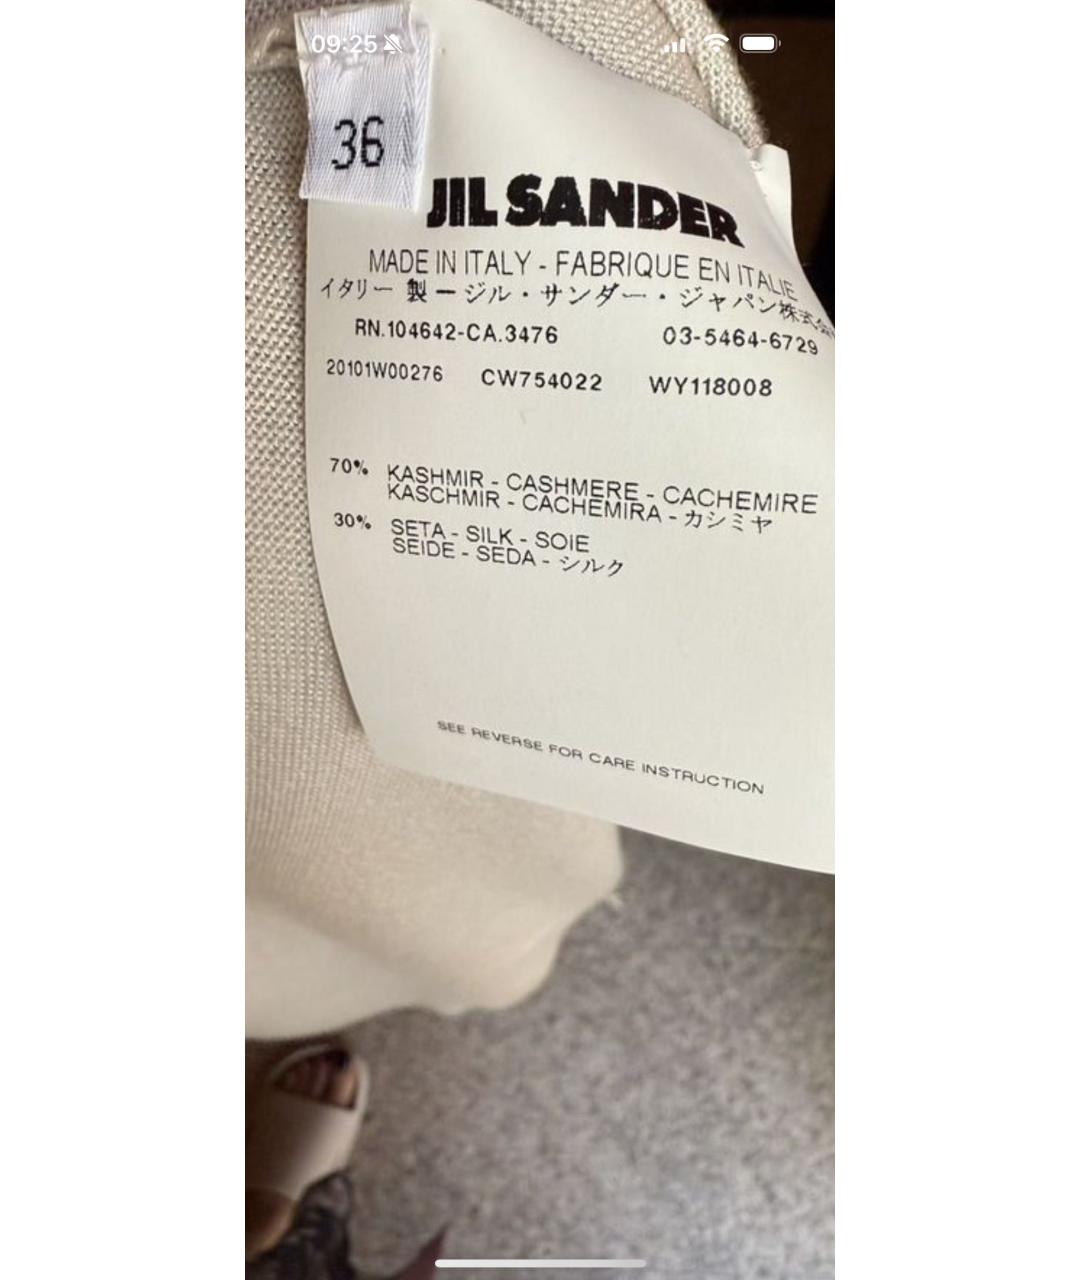 09:25
36
JIL SANDER
MADE IN ITALY - FABRIQUE EN ITALIE
イタリー 製 ー ジル・サンダー・ジャパン株式会
RN.104642-CA.3476 03-5464-6729
20101W00276 CW754022 WY118008
70% KASHMIR - CASHMERE - CACHEMIRE
KASCHMIR - CACHEMIRA - カシミヤ
30% SETA - SILK - SOIE
SEIDE - SEDA - シルク
SEE REVERSE FOR CARE INSTRUCTION